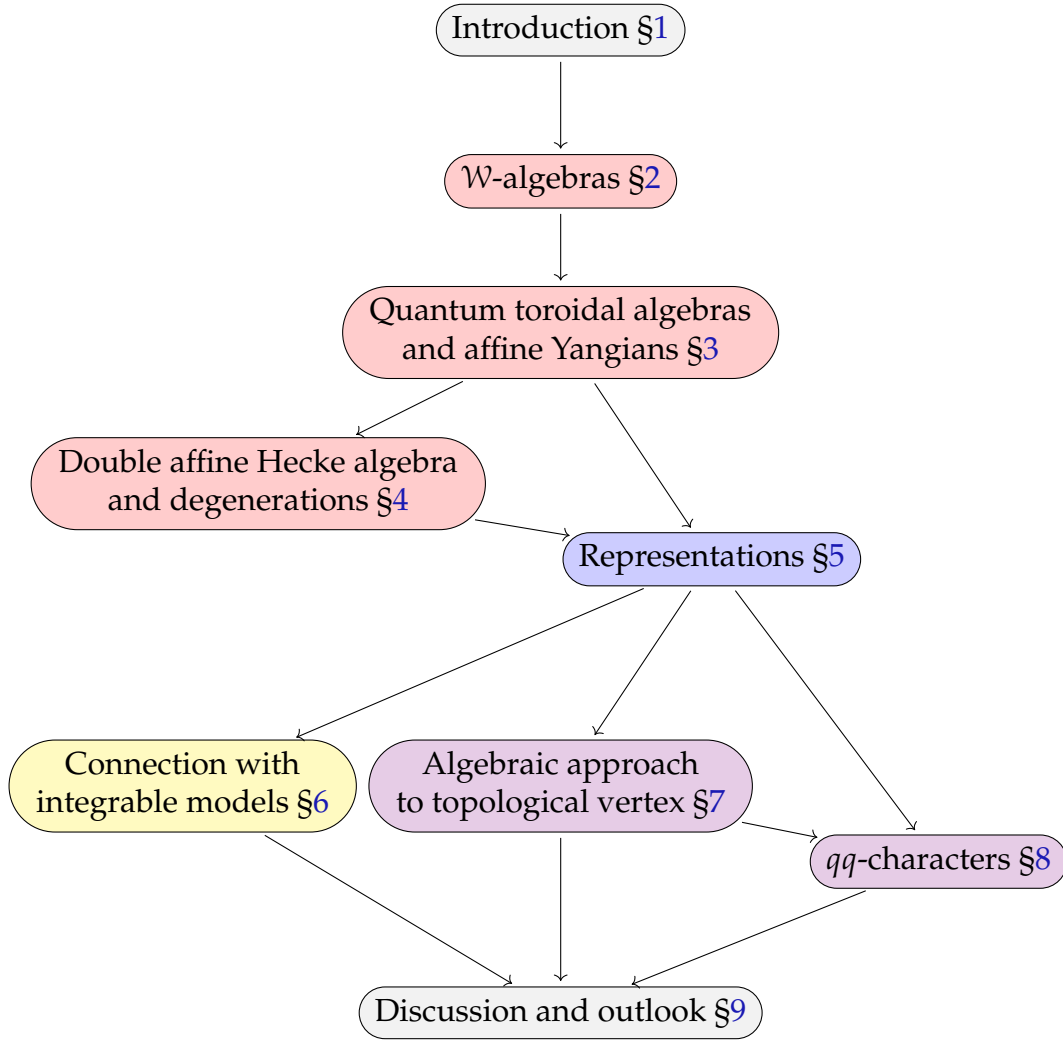 Introduction §1
W-algebras §2
Quantum toroidal algebras
and affine Yangians §3
Double affine Hecke algebra
and degenerations §4
Representations §5
Connection with
integrable models §6
Algebraic approach
to topological vertex §7
qq-characters §8
Discussion and outlook §9